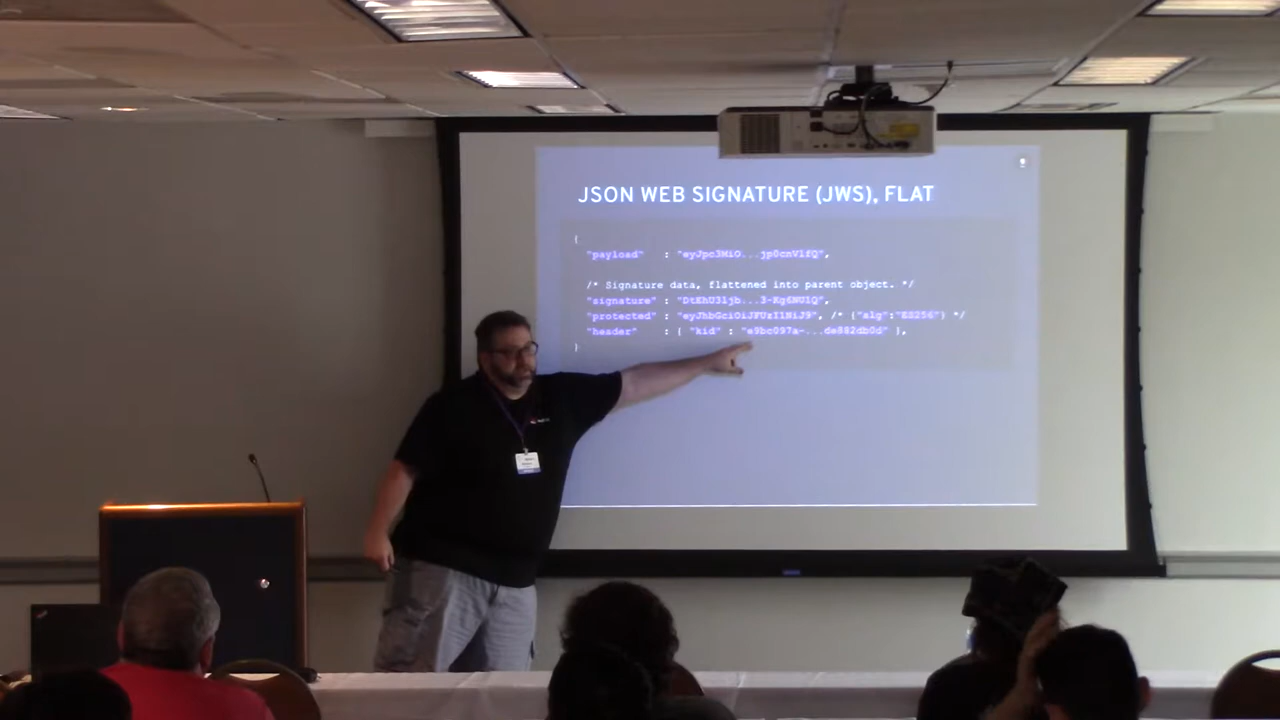 JSON WEB SIGNATURE (JWS), FLAT
{
"payload" : "eyJpc3MiO...jp0cnVlfQ",
/* Signature data, flattened into parent object. */
"signature" : "DtEhU3ljb...3-Kg6NU1Q",
"protected" : "eyJhbGciOiJFUzI1NiJ9", /* {"alg":"ES256"} */
"header" : { "kid" : "e9bc097a-...de882db0d" },
}